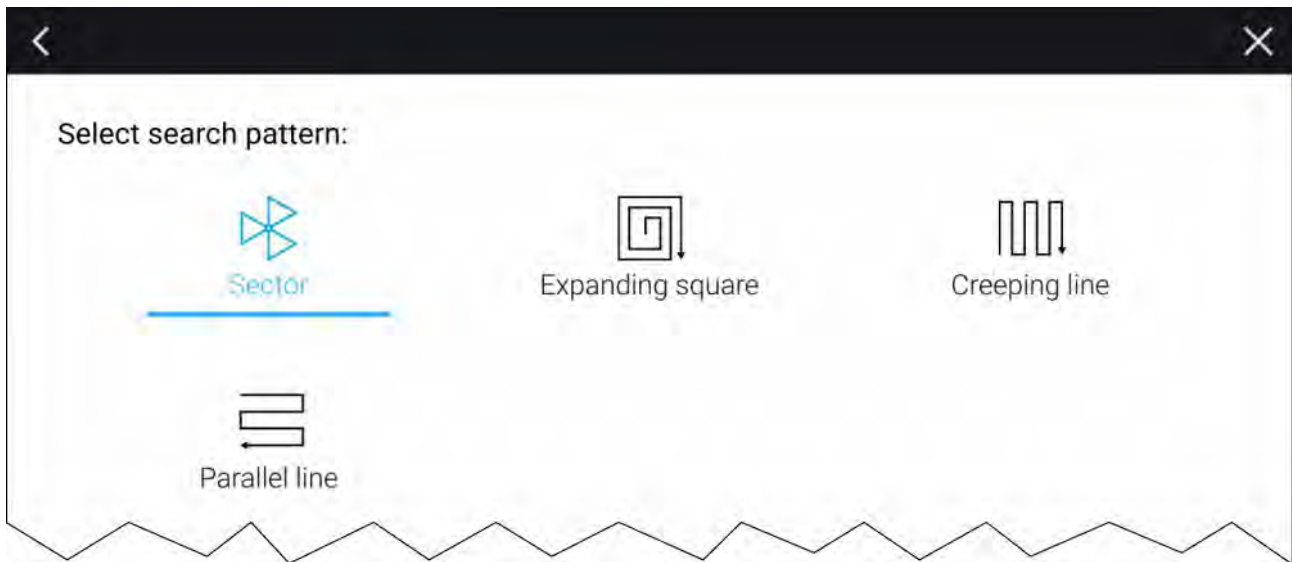 Select search pattern:
Sector
Expanding square
Creeping line
Parallel line